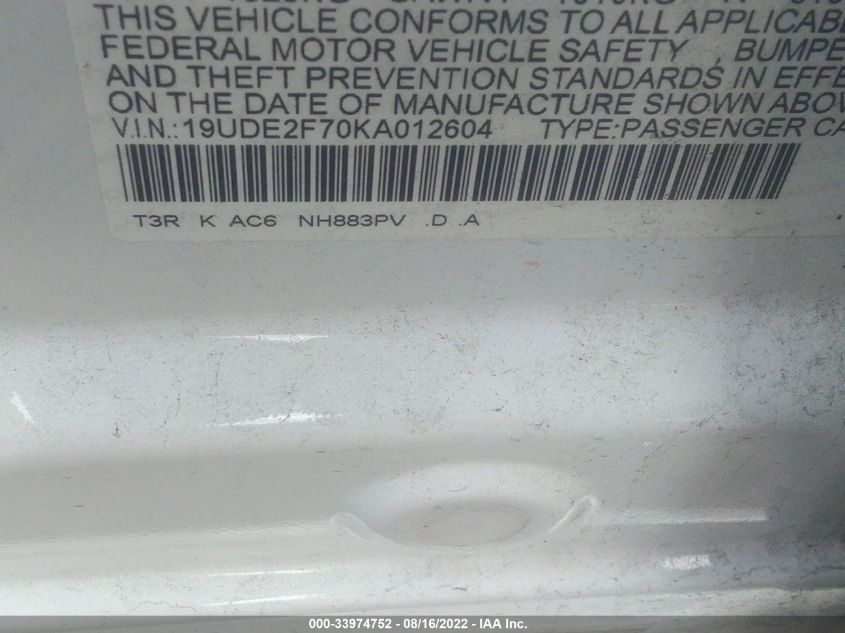 THIS VEHICLE CONFORMS TO ALL APPLICABLE
FEDERAL MOTOR VEHICLE SAFETY , BUMPE
AND THEFT PREVENTION STANDARDS IN EFFE
ON THE DATE OF MANUFACTURE SHOWN ABOV
V.I.N.:19UDE2F70KA012604 TYPE:PASSENGER CA
T3R K AC6 NH883PV .D .A
000-33974752 - 08/16/2022 - IAA Inc.